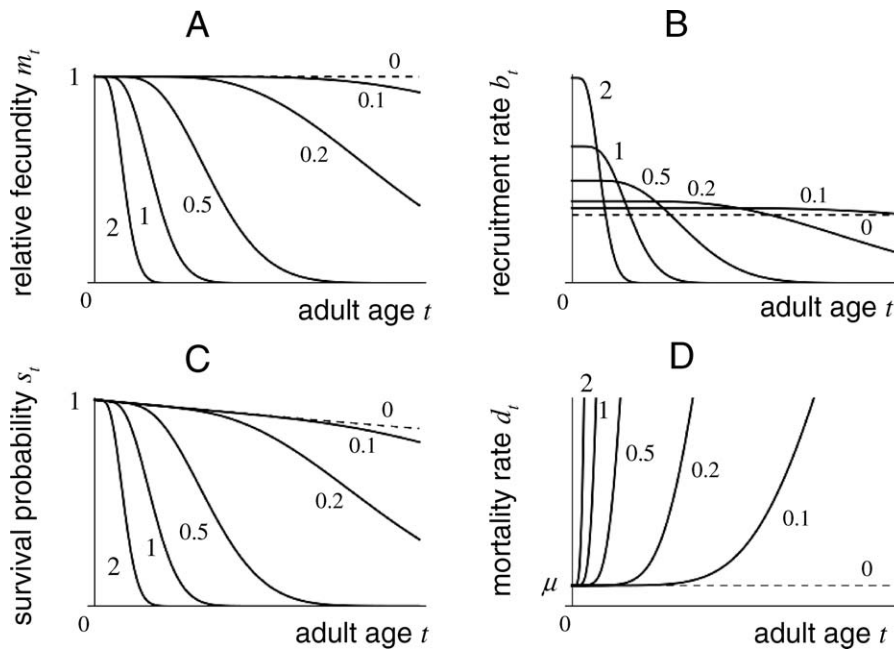 A
relative fecundity m_t
1
0
0.1
0.2
0.5
1
2
0
adult age t
B
recruitment rate b_t
2
1
0.5
0.2
0.1
0
0
adult age t
C
survival probability s_t
1
0
0.1
0.2
0.5
1
2
0
adult age t
D
mortality rate d_t
2
1
0.5
0.2
0.1
0
μ
0
adult age t